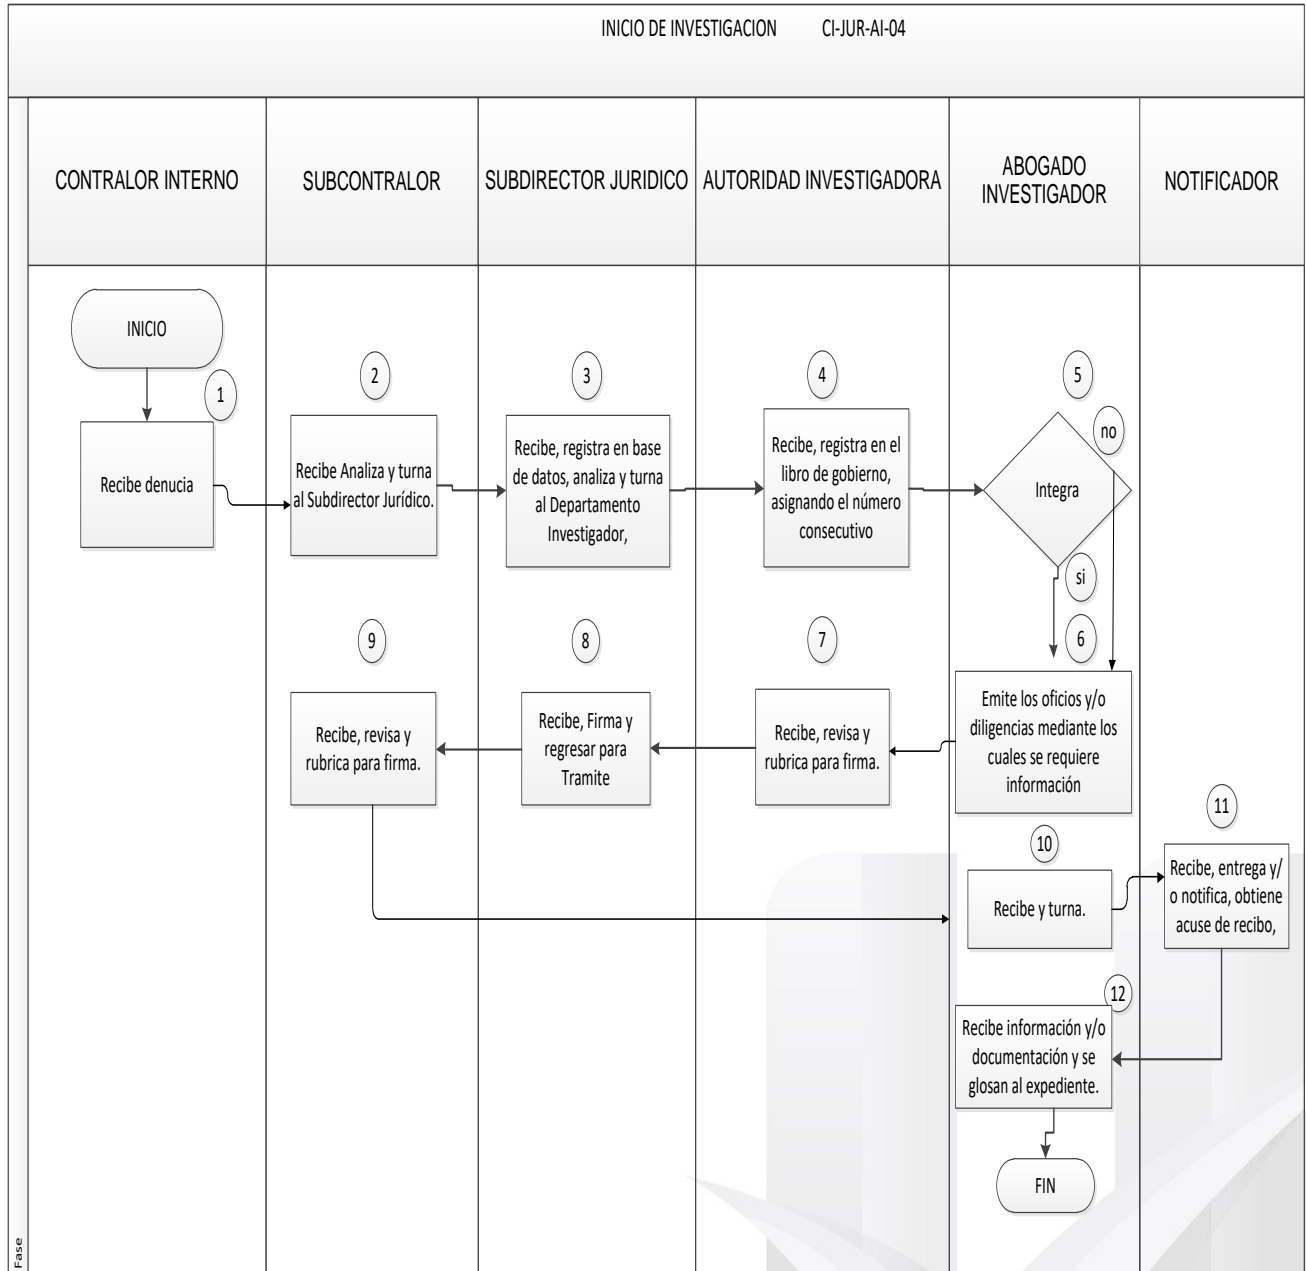 INICIO DE INVESTIGACION CI-JUR-AI-04
CONTRALOR INTERNO
SUBCONTRALOR
SUBDIRECTOR JURIDICO
AUTORIDAD INVESTIGADORA
ABOGADO
INVESTIGADOR
NOTIFICADOR
INICIO
1
Recibe denucia
2
Recibe Analiza y turna
al Subdirector Jurídico.
3
Recibe, registra en base
de datos, analiza y turna
al Departamento
Investigador,
4
Recibe, registra en el
libro de gobierno,
asignando el número
consecutivo
5
no
Integra
si
6
Emite los oficios y/o
diligencias mediante los
cuales se requiere
información
7
Recibe, revisa y
rubrica para firma.
8
Recibe, Firma y
regresar para
Tramite
9
Recibe, revisa y
rubrica para firma.
10
Recibe y turna.
11
Recibe, entrega y/
o notifica, obtiene
acuse de recibo,
12
Recibe información y/o
documentación y se
glosan al expediente.
FIN
Fase